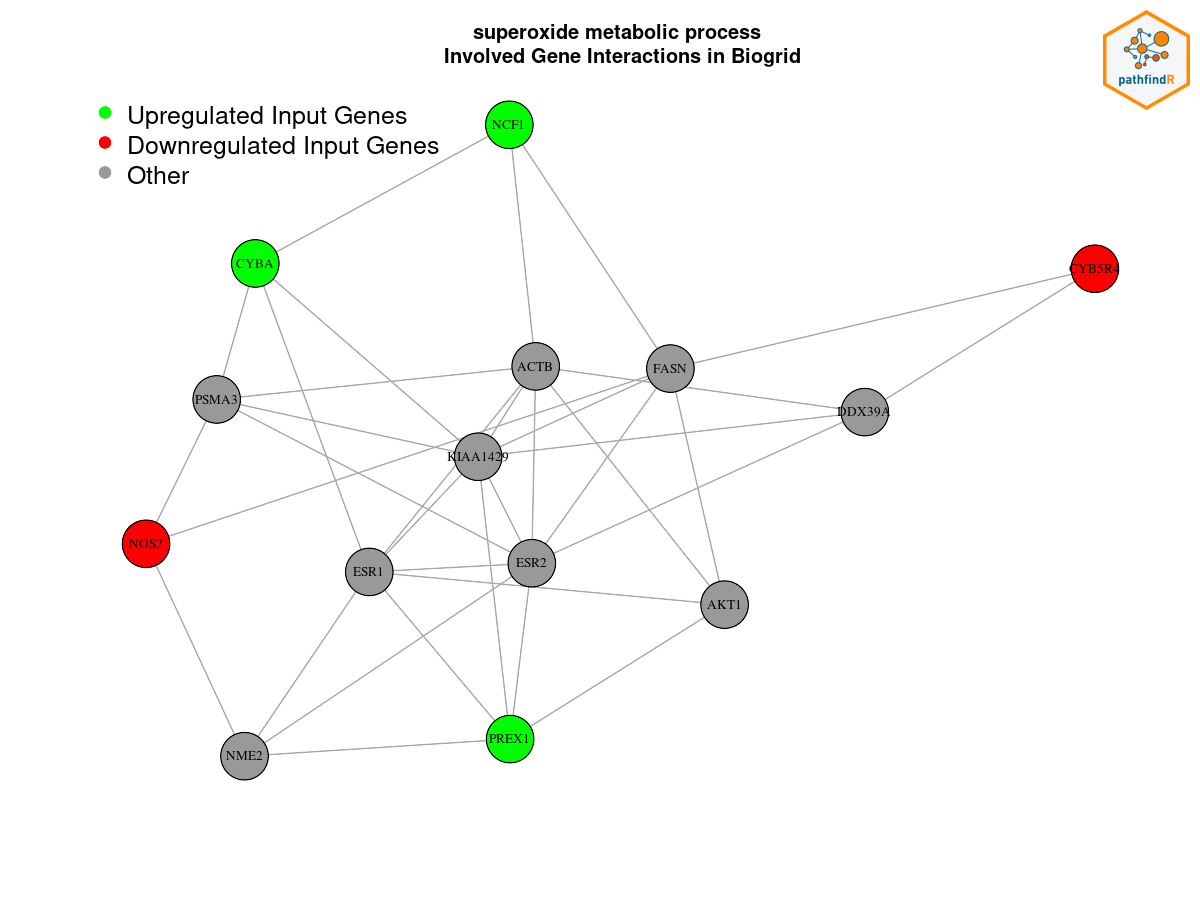 superoxide metabolic process
Involved Gene Interactions in Biogrid
pathfindR
Upregulated Input Genes
Downregulated Input Genes
Other
NCF1
CYBA
CYB5R4
ACTB
FASN
PSMA3
DDX39A
KIAA1429
NOS2
ESR1
ESR2
AKT1
PREX1
NME2